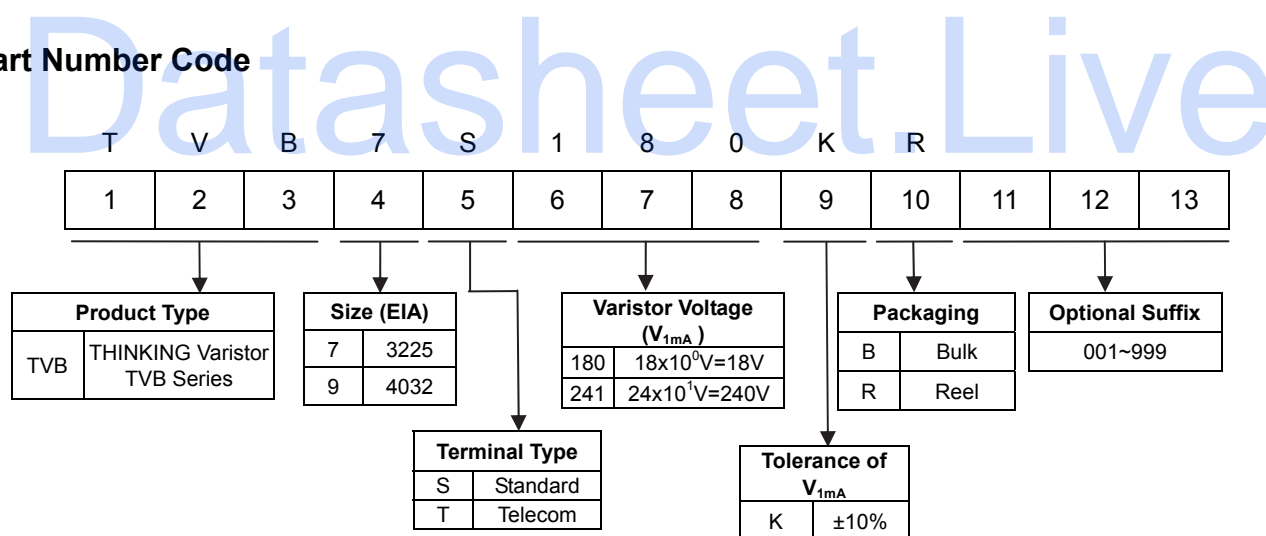 Datasheet.Live
art Number Code
T V B 7 S 1 8 0 K R
1 2 3 4 5 6 7 8 9 10 11 12 13
Product Type
TVB THINKING Varistor
TVB Series
Size (EIA)
7 3225
9 4032
Varistor Voltage
(V1mA )
180 18x10⁰V=18V
241 24x10¹V=240V
Packaging
B Bulk
R Reel
Optional Suffix
001~999
Terminal Type
S Standard
T Telecom
Tolerance of
V1mA
K ±10%